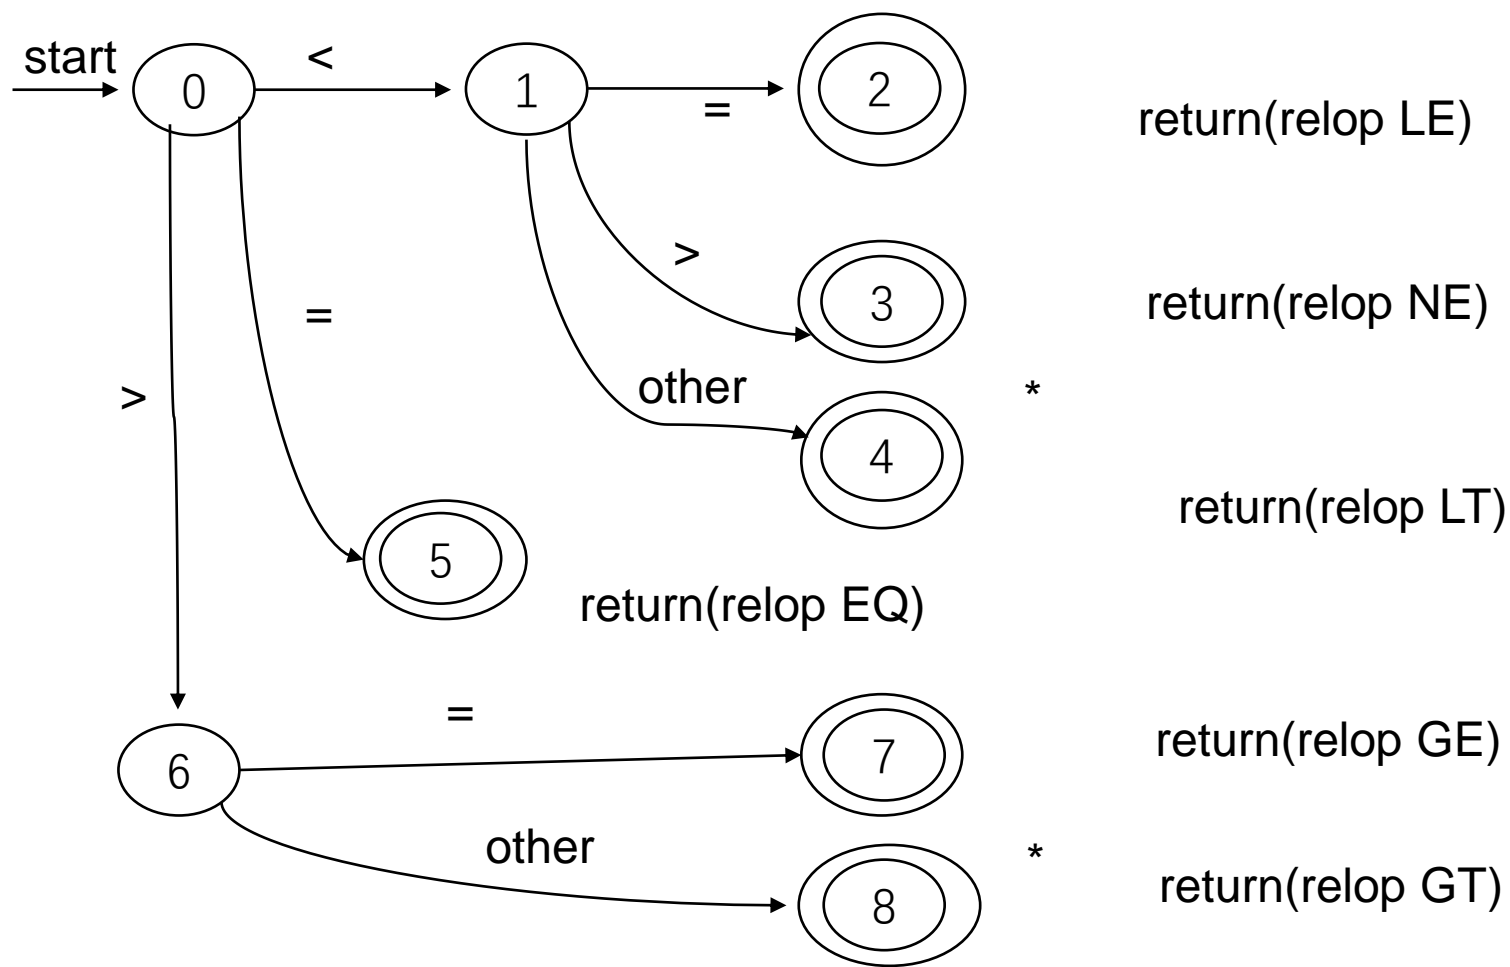 start
<
0
1
=
2
return(relop LE)
>
3
return(relop NE)
=
>
other
*
4
return(relop LT)
5
return(relop EQ)
=
6
7
return(relop GE)
other
*
8
return(relop GT)